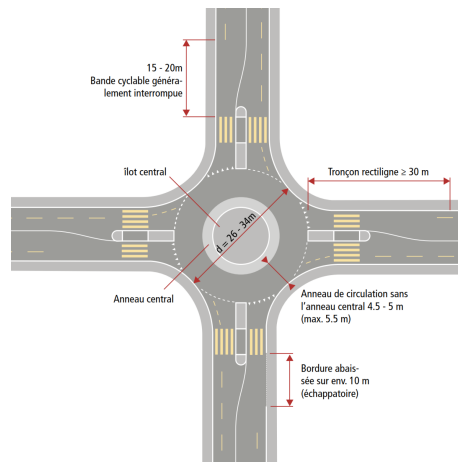 15 - 20m
Bande cyclable génére-
lement interrompue
îlot central
Tronçon rectiligne ≥ 30 m
d = 26 - 34m
Anneau central
Anneau de circulation sans
l'anneau central 4.5 - 5 m
(max. 5.5 m)
Bordure abais-
sée sur env. 10 m
(échappatoire)